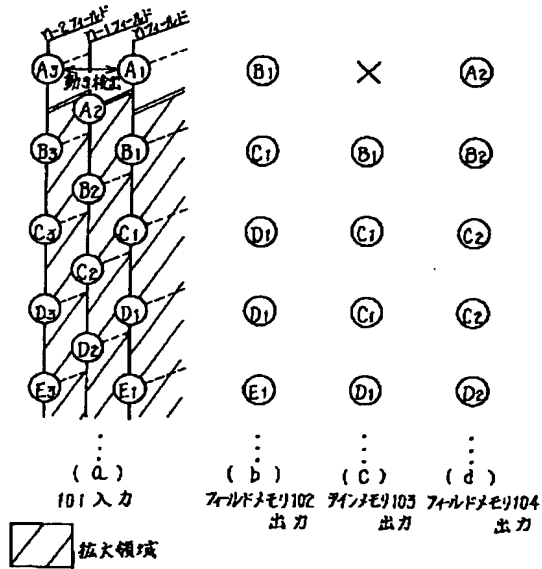 n-2フィールド n-1フィールド nフィールド
A3 動き検出 A1 B1 × A2
A2
B3 B1 C1 B1 B2
B2
C3 C1 D1 C1 C2
C2
D3 D1 D1 C1 C2
D2
E3 E1 E1 D1 D2
(a) (b) (c) (d)
101入力 フィールドメモリ102出力 ラインメモリ103出力 フィールドメモリ104出力
拡大領域